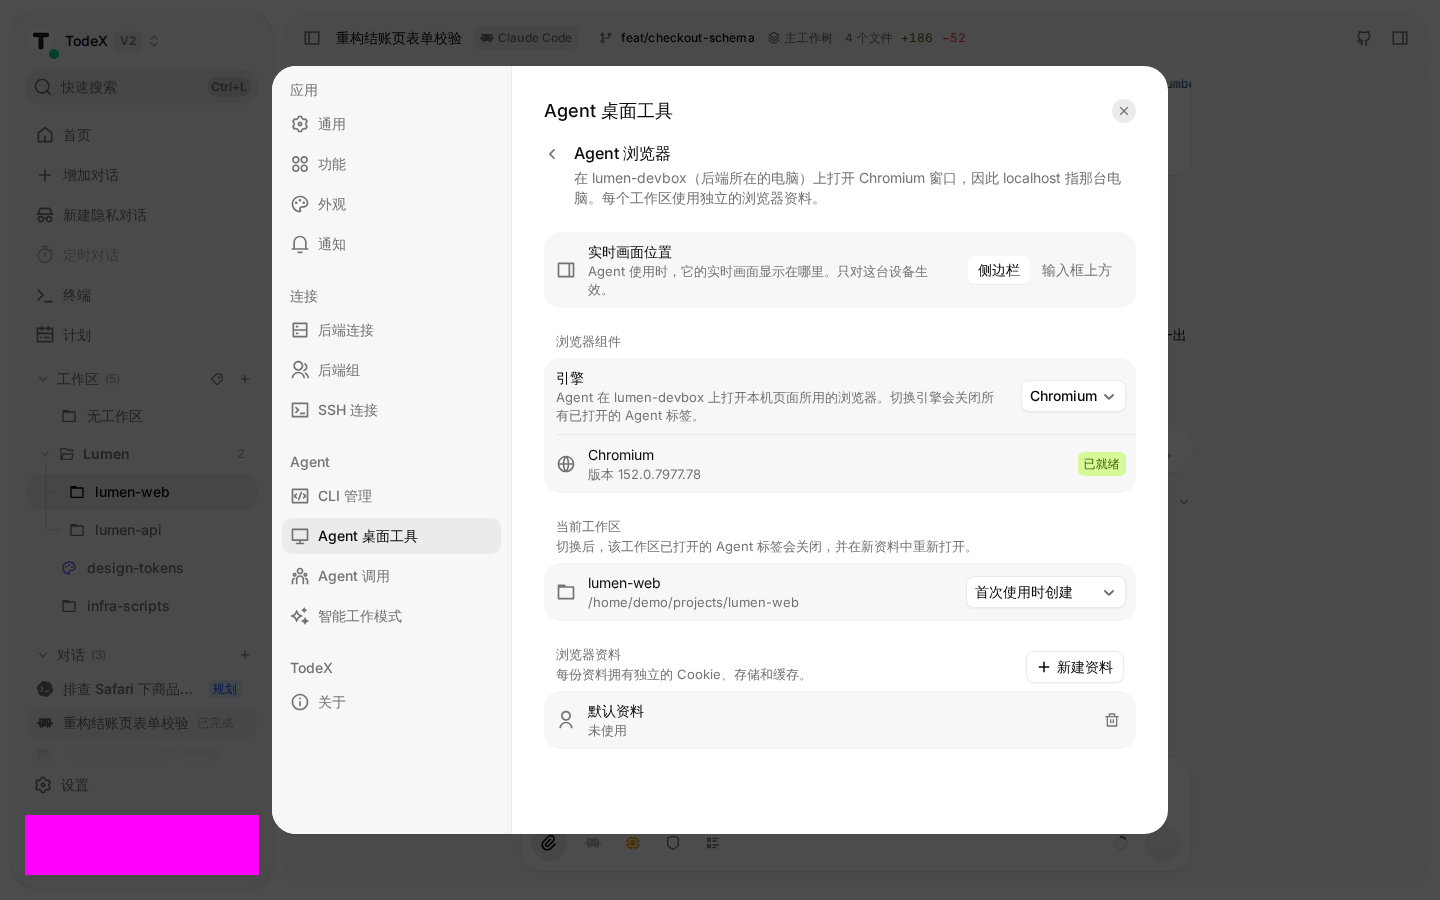 TodeX V2
快速搜索 Ctrl+L
首页
增加对话
新建隐私对话
定时对话
终端
计划
工作区 (5)
无工作区
Lumen 2
lumen-web
lumen-api
design-tokens
infra-scripts
对话 (3)
排查 Safari 下商品... 规划
重构结账页表单校验 已完成
设置
重构结账页表单校验 Claude Code feat/checkout-schema 主工作树 4 个文件 +186 −52
应用
通用
功能
外观
通知
连接
后端连接
后端组
SSH 连接
Agent
CLI 管理
Agent 桌面工具
Agent 调用
智能工作模式
TodeX
关于
Agent 桌面工具
Agent 浏览器
在 lumen-devbox（后端所在的电脑）上打开 Chromium 窗口，因此 localhost 指那台电
脑。每个工作区使用独立的浏览器资料。
实时画面位置
Agent 使用时，它的实时画面显示在哪里。只对这台设备生
效。
侧边栏 输入框上方
浏览器组件
引擎
Agent 在 lumen-devbox 上打开本机页面所用的浏览器。切换引擎会关闭所
有已打开的 Agent 标签。
Chromium
Chromium
版本 152.0.7977.78
已就绪
当前工作区
切换后，该工作区已打开的 Agent 标签会关闭，并在新资料中重新打开。
lumen-web
/home/demo/projects/lumen-web
首次使用时创建
浏览器资料
每份资料拥有独立的 Cookie、存储和缓存。
新建资料
默认资料
未使用